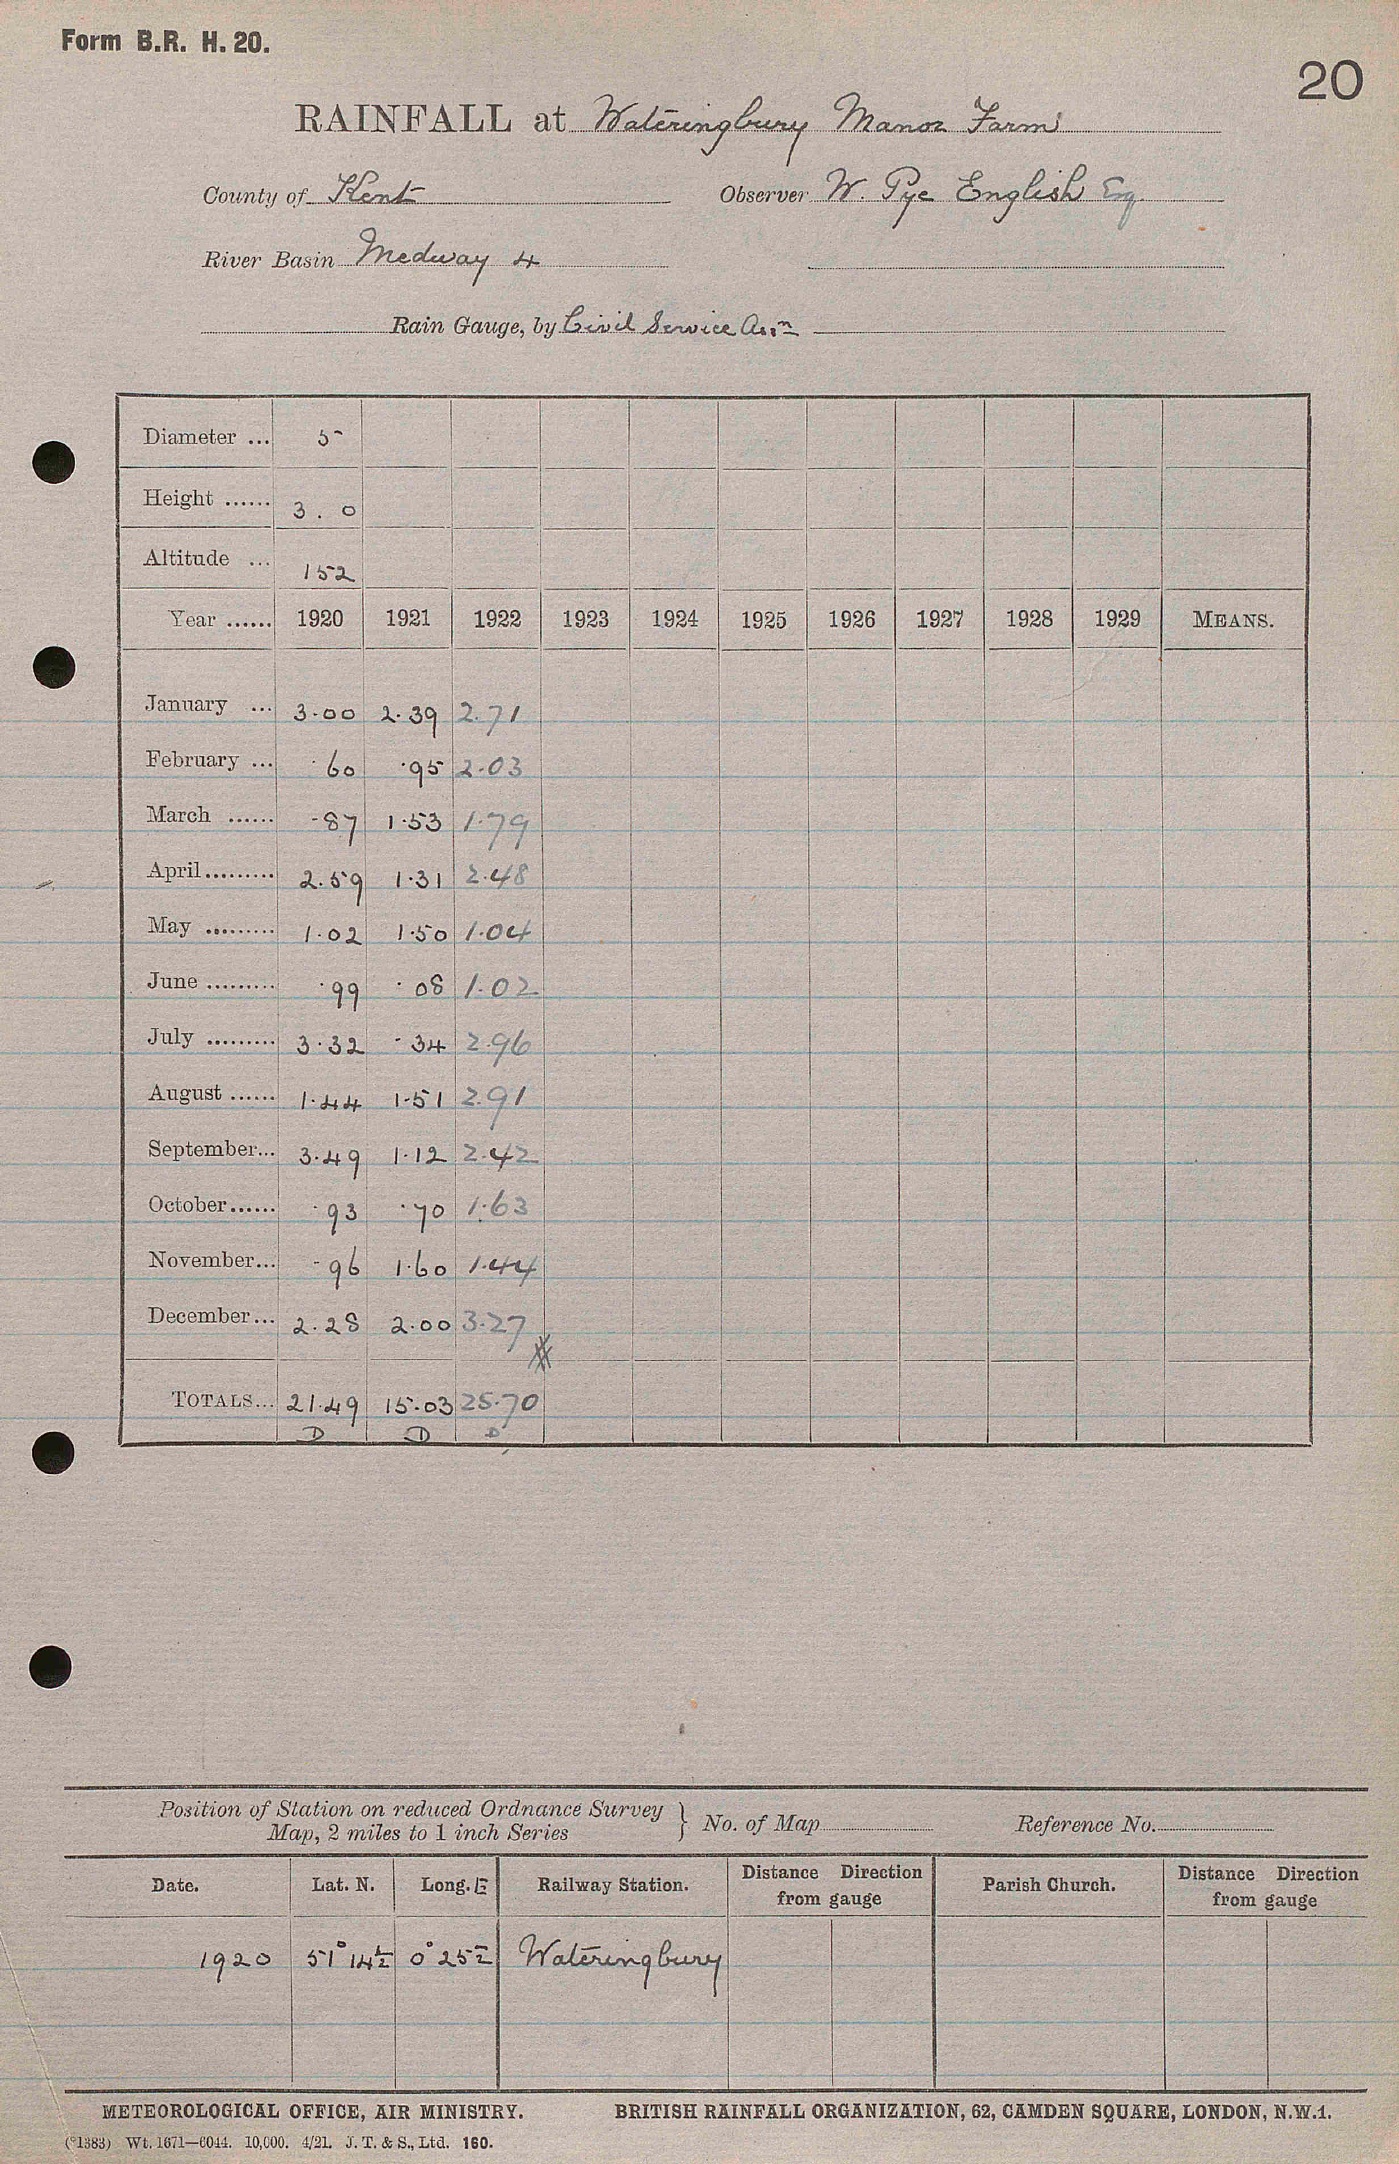 Form B.R. H. 20.
20
RAINFALL at Wateringbury Manor Farm
County of Kent Observer W. Pye English Esq
River Basin Medway 4
Rain Gauge, by Civil Service Assn
Diameter ... 5
Height ...... 3 . 0
Altitude ... 152
Year ...... 1920 1921 1922 1923 1924 1925 1926 1927 1928 1929 MEANS.
January ... 3.00 2.39 2.71
February ... .60 .95 2.03
March ...... .87 1.53 1.79
April......... 2.59 1.31 2.48
May ......... 1.02 1.50 1.04
June ......... .99 .08 1.02
July ......... 3.32 .34 2.96
August ...... 1.44 1.51 2.91
September... 3.49 1.12 2.42
October...... .93 .70 1.63
November... .96 1.60 1.44
December... 2.28 2.00 3.27
TOTALS... 21.49 15.03 25.70
D D D
Position of Station on reduced Ordnance Survey
Map, 2 miles to 1 inch Series } No. of Map Reference No.
Date. Lat. N. Long. E Railway Station. Distance Direction from gauge Parish Church. Distance Direction from gauge
1920 51° 14½ 0° 25½ Wateringbury
METEOROLOGICAL OFFICE, AIR MINISTRY. BRITISH RAINFALL ORGANIZATION, 62, CAMDEN SQUARE, LONDON, N.W.1.
(*1383) Wt. 1671—6044. 10,000. 4/21. J. T. & S., Ltd. 160.